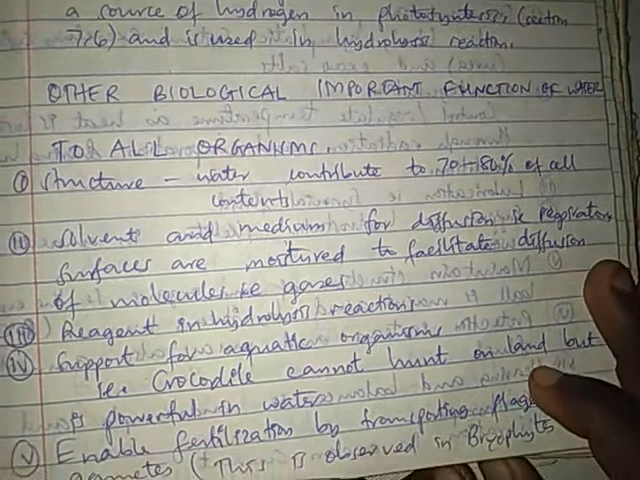 a source of hydrogen in photosynthesis (section
7.6) and is used in hydrolysis reaction.
OTHER BIOLOGICAL IMPORTANT FUNCTION OF WATER
TO ALL ORGANISMS
(i) Structure - water contribute to 70-80% of cell
contents
(ii) solvent and medium for diffusion ie respiratory
surfaces are moistured to facilitate diffusion
of molecules ie gases
(iii) Reagent in hydrolysis reactions
(iv) Support for aquatic organisms
ie. Crocodile cannot hunt on land but
is powerful in water
(v) Enable fertilization by transporting
gametes (This is observed in Bryophytes